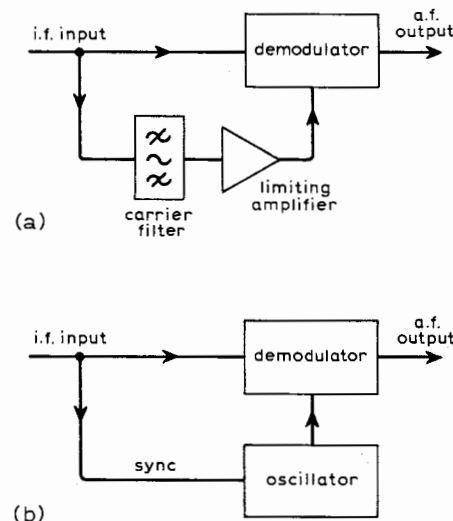 a.f.
output
i.f. input
demodulator
limiting
amplifier
carrier
filter
(a)
a.f.
output
i.f. input
demodulator
sync
oscillator
(b)